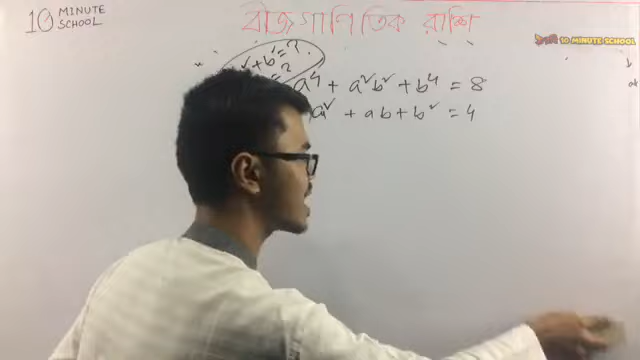 10 MINUTE SCHOOL
বীজগাণিতিক রাশি
10 MINUTE SCHOOL
a⁴ + a²b² + b⁴ = 8
a² + ab + b² = 4